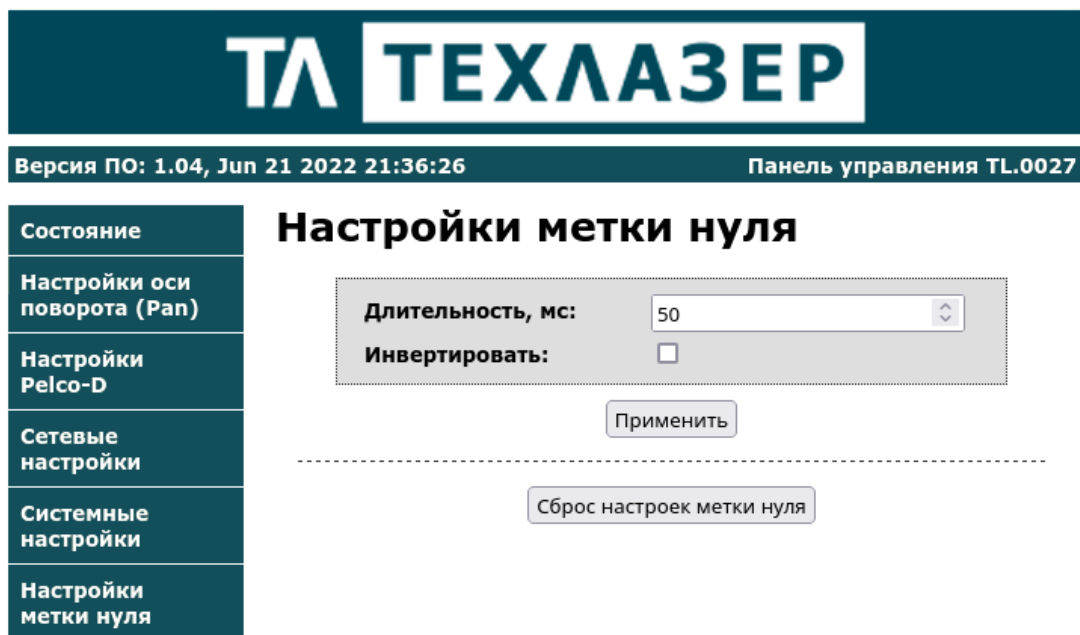 ТЛ ТЕХЛАЗЕР
Версия ПО: 1.04, Jun 21 2022 21:36:26 Панель управления TL.0027
Состояние
Настройки оси
поворота (Pan)
Настройки
Pelco-D
Сетевые
настройки
Системные
настройки
Настройки
метки нуля
Настройки метки нуля
Длительность, мс: 50
Инвертировать:
Применить
Сброс настроек метки нуля